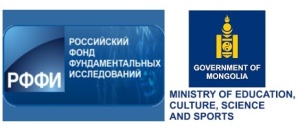 РОССИЙСКИЙ
ФОНД
ФУНДАМЕНТАЛЬНЫХ
ИССЛЕДОВАНИЙ
РФФИ
GOVERNMENT OF
MONGOLIA
MINISTRY OF EDUCATION,
CULTURE, SCIENCE
AND SPORTS